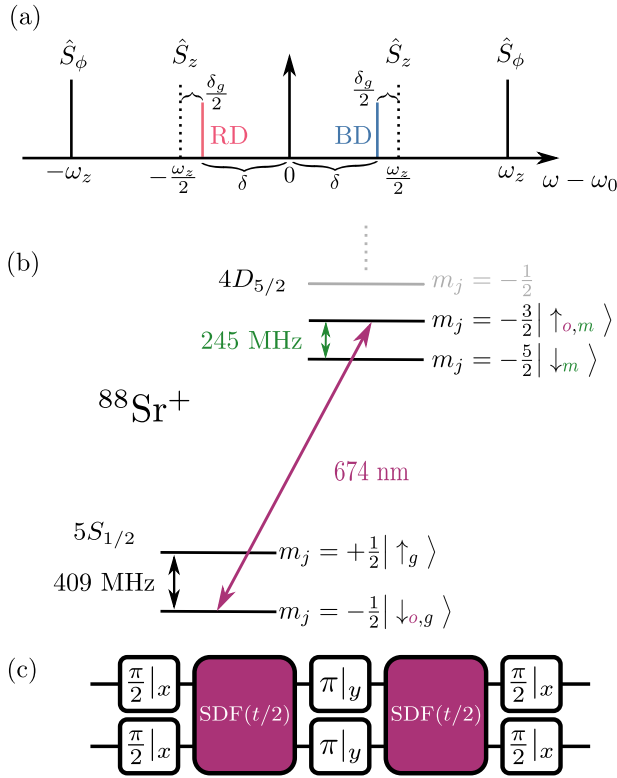 (a)
Ŝ_ϕ Ŝ_z Ŝ_z Ŝ_ϕ
δ_g/2 δ_g/2
RD BD
−ω_z −ω_z/2 δ 0 δ ω_z/2 ω_z ω − ω_0
(b)
4D_{5/2} m_j = −1/2
m_j = −3/2 | ↑_{o,m} ⟩
245 MHz
m_j = −5/2 | ↓_m ⟩
^{88}Sr^+
674 nm
5S_{1/2}
m_j = +1/2 | ↑_g ⟩
409 MHz
m_j = −1/2 | ↓_{o,g} ⟩
(c)
π/2 |_x π|_y π/2 |_x
SDF(t/2) SDF(t/2)
π/2 |_x π|_y π/2 |_x